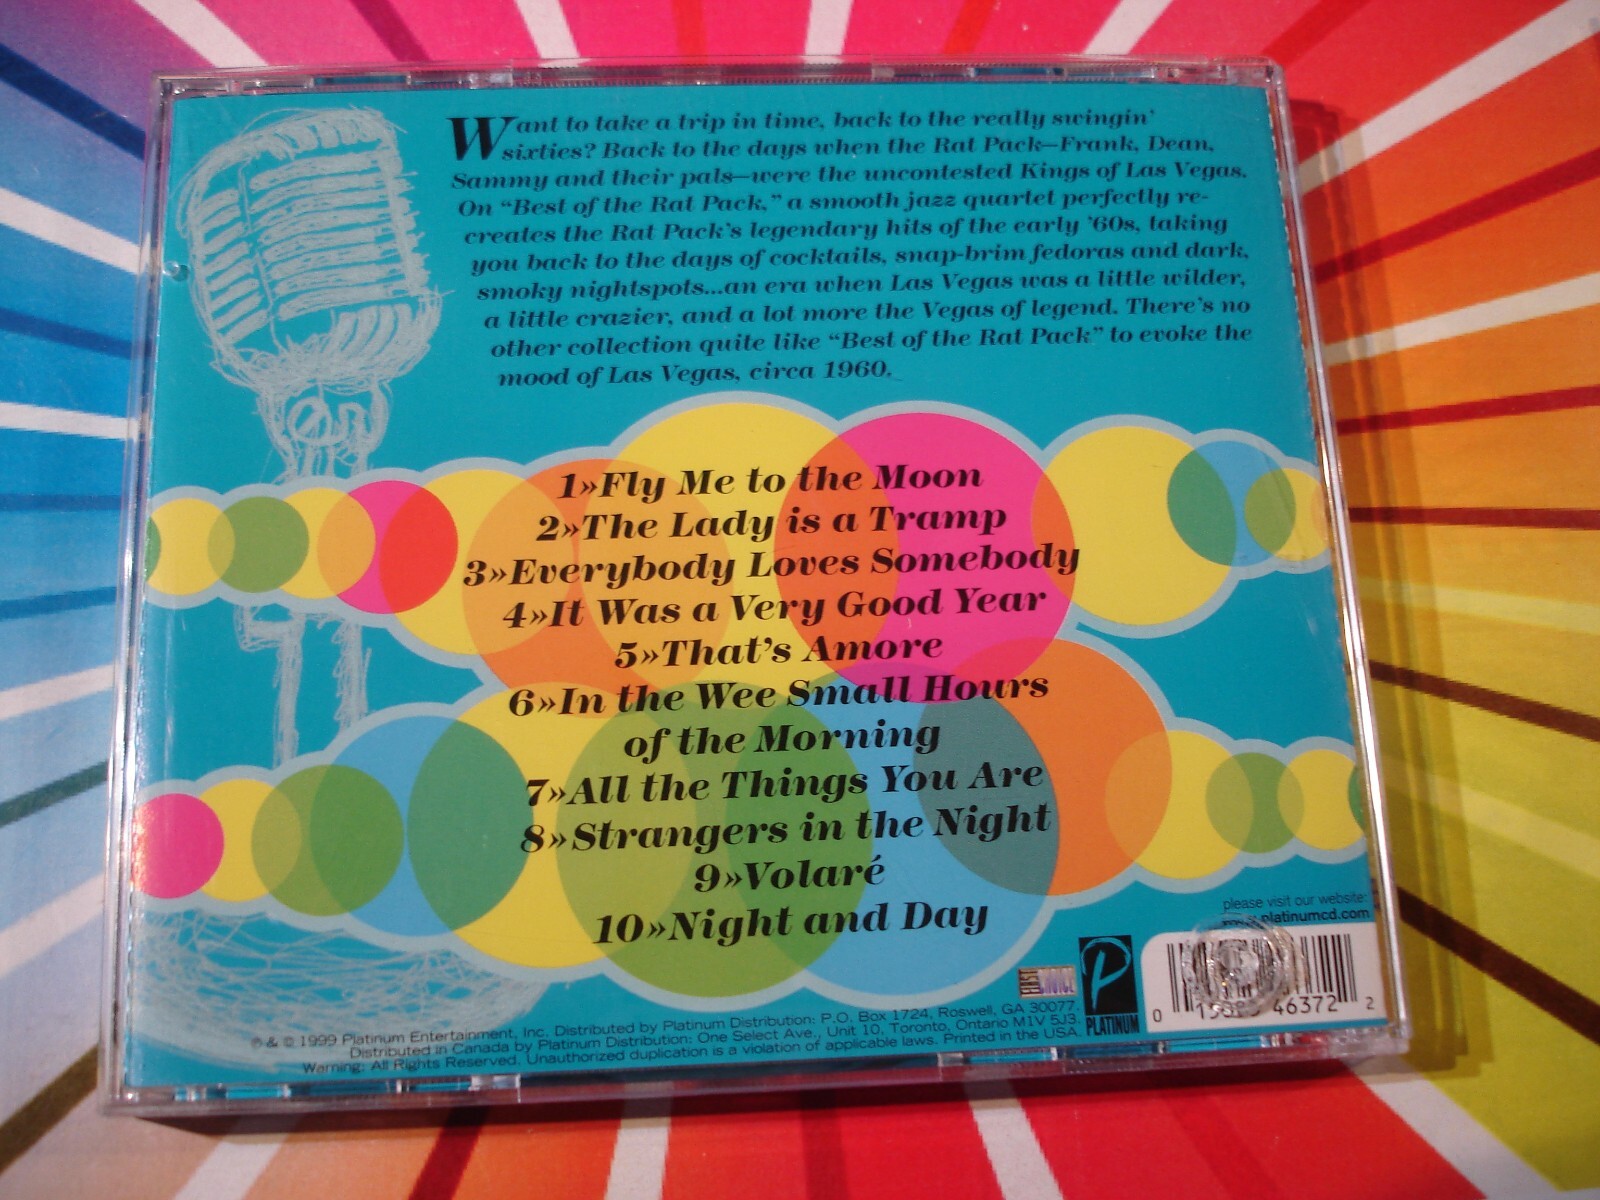 Want to take a trip in time, back to the really swingin'
sixties? Back to the days when the Rat Pack—Frank, Dean,
Sammy and their pals—were the uncontested Kings of Las Vegas.
On “Best of the Rat Pack,” a smooth jazz quartet perfectly re-
creates the Rat Pack's legendary hits of the early '60s, taking
you back to the days of cocktails, snap-brim fedoras and dark,
smoky nightspots...an era when Las Vegas was a little wilder,
a little crazier, and a lot more the Vegas of legend. There's no
other collection quite like “Best of the Rat Pack” to evoke the
mood of Las Vegas, circa 1960.
on
1»Fly Me to the Moon
2»The Lady is a Tramp
3»Everybody Loves Somebody
4»It Was a Very Good Year
5»That's Amore
6»In the Wee Small Hours
of the Morning
7»All the Things You Are
8»Strangers in the Night
9»Volaré
10»Night and Day
please visit our website:
platinumcd.com
BEST CHOICE
P
PLATINUM
0 46372 2
℗ & © 1999 Platinum Entertainment, Inc. Distributed by Platinum Distribution: P.O. Box 1724, Roswell, GA 30077.
Distributed in Canada by Platinum Distribution: One Select Ave., Unit 10, Toronto, Ontario M1V 5J3.
Warning: All Rights Reserved. Unauthorized duplication is a violation of applicable laws. Printed in the USA.